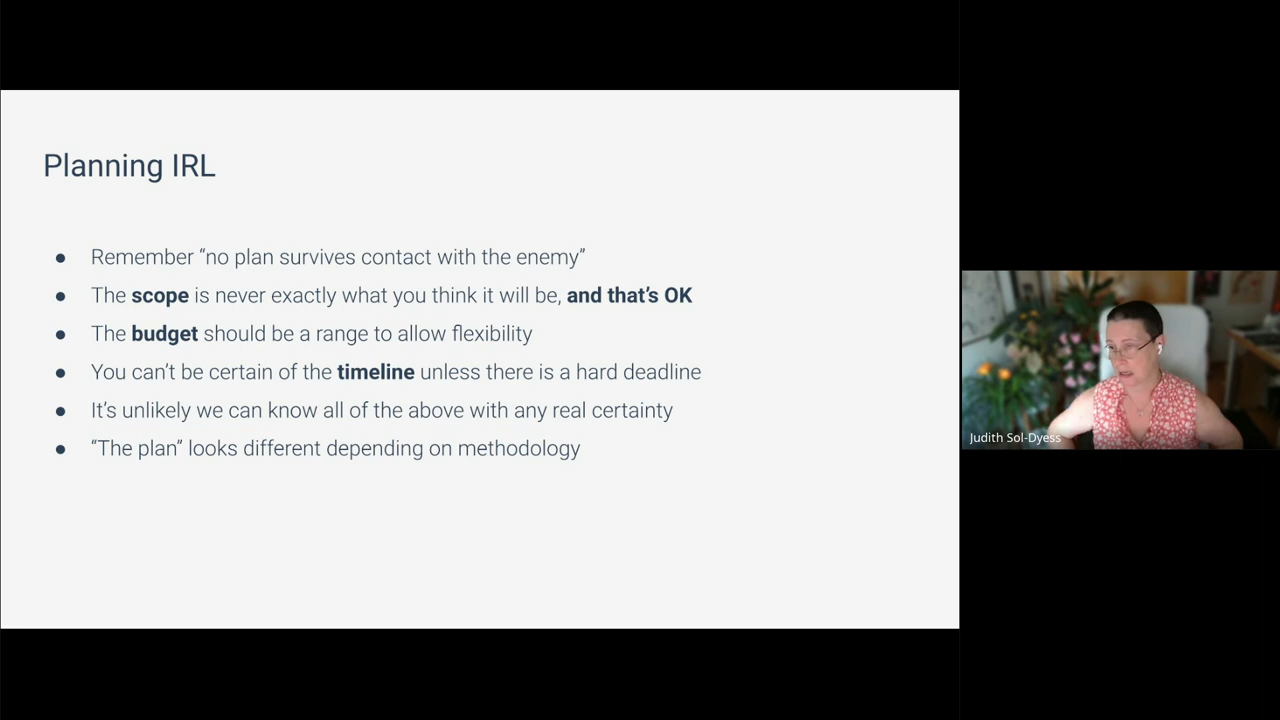 Planning IRL
● Remember “no plan survives contact with the enemy”
● The scope is never exactly what you think it will be, and that’s OK
● The budget should be a range to allow flexibility
● You can’t be certain of the timeline unless there is a hard deadline
● It’s unlikely we can know all of the above with any real certainty
● “The plan” looks different depending on methodology
Judith Sol-Dyess